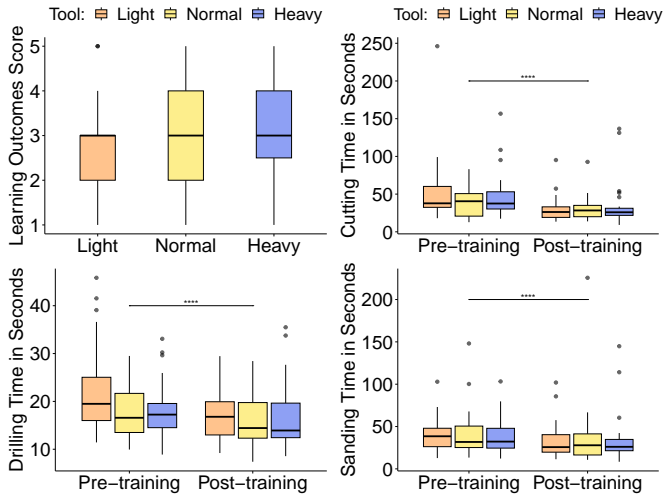 Tool: Light Normal Heavy
Learning Outcomes Score
5
4
3
2
1
Light Normal Heavy
Tool: Light Normal Heavy
Cutting Time in Seconds
250
200
150
100
50
0
****
Pre−training Post−training
Drilling Time in Seconds
40
30
20
10
****
Pre−training Post−training
Sanding Time in Seconds
200
150
100
50
0
****
Pre−training Post−training